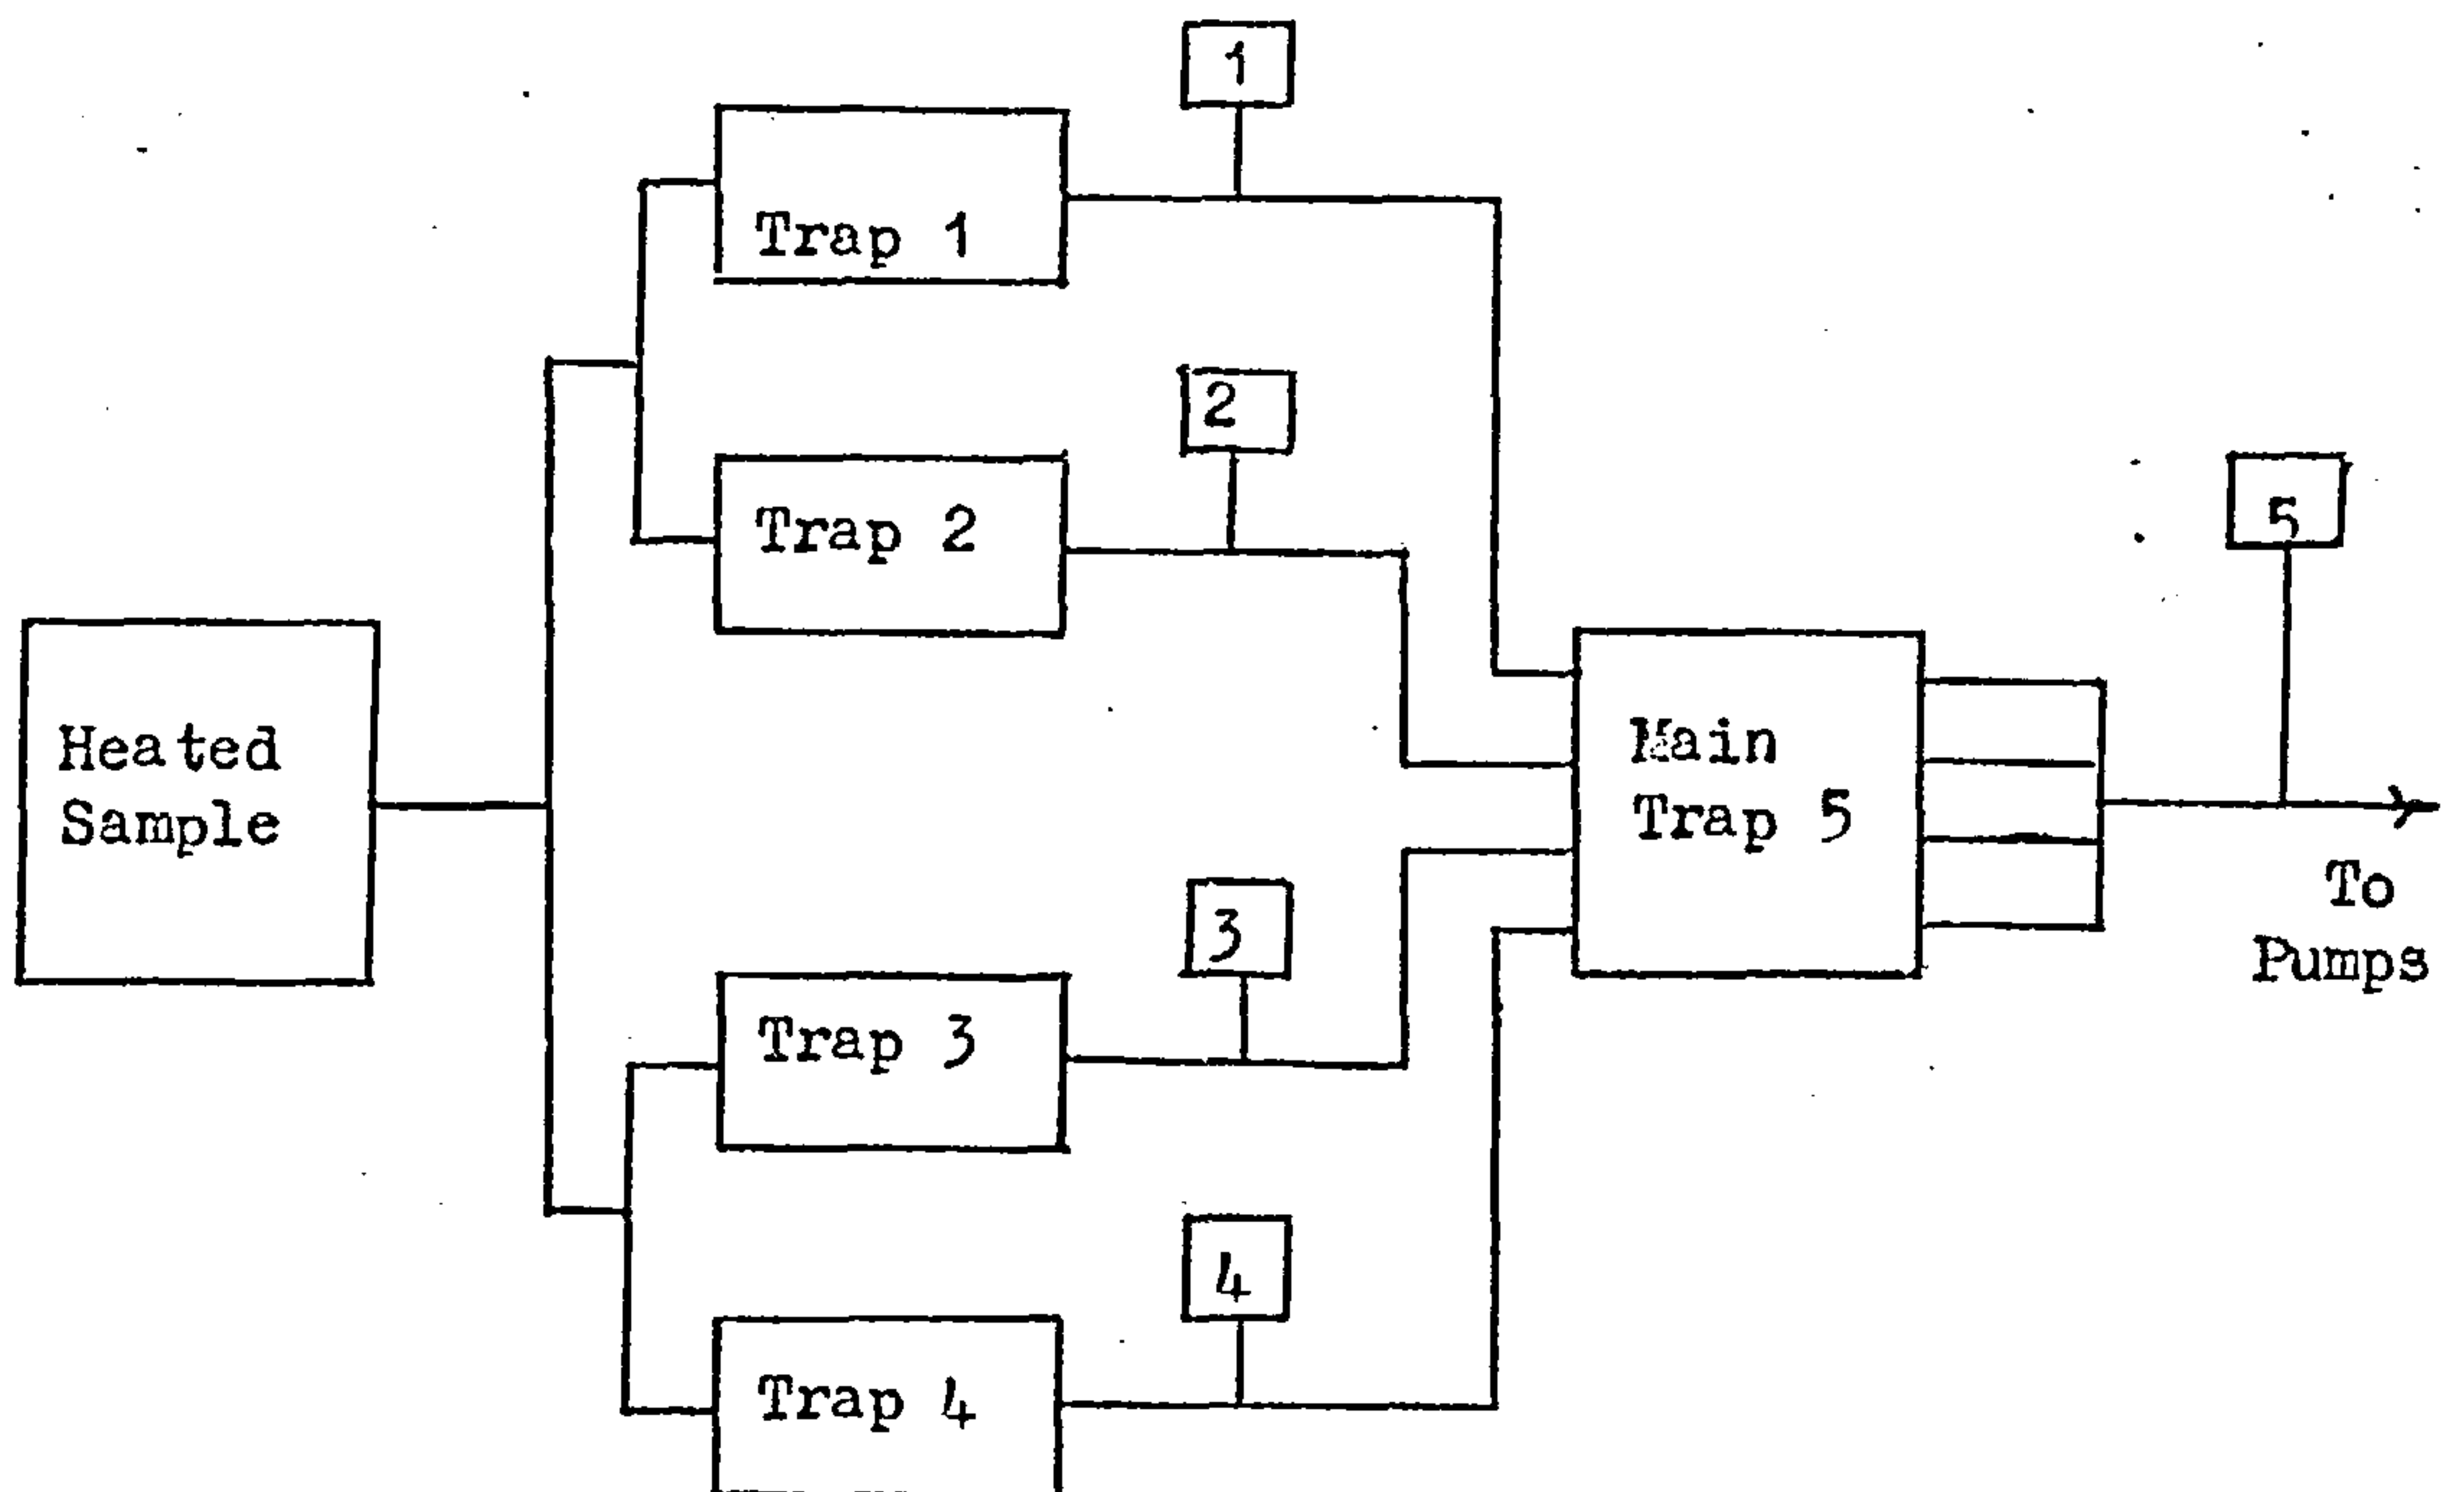 1
Trap 1
2
Trap 2
Heated
Sample
Main
Trap 5
5
To
Pumps
3
Trap 3
4
Trap 4